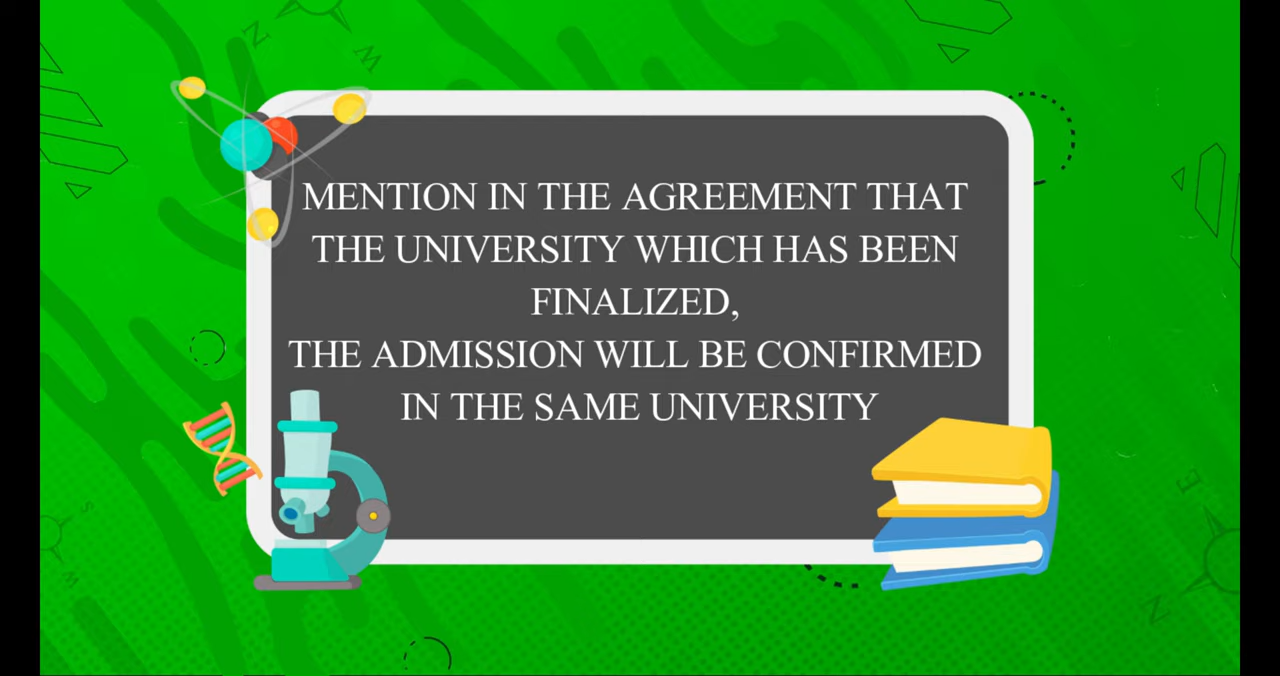 MENTION IN THE AGREEMENT THAT
THE UNIVERSITY WHICH HAS BEEN
FINALIZED,
THE ADMISSION WILL BE CONFIRMED
IN THE SAME UNIVERSITY
N
W
E
S
W
N